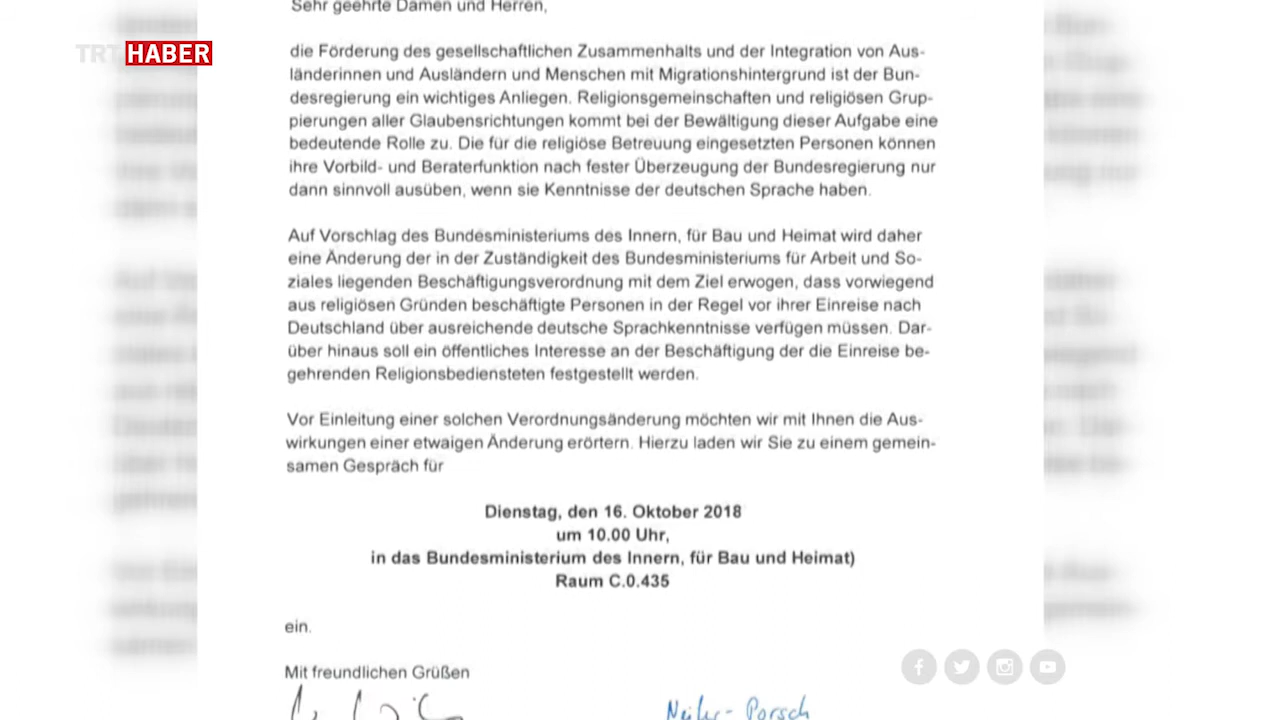 TRT HABER
Sehr geehrte Damen und Herren,
die Förderung des gesellschaftlichen Zusammenhalts und der Integration von Aus-
länderinnen und Ausländern und Menschen mit Migrationshintergrund ist der Bun-
desregierung ein wichtiges Anliegen. Religionsgemeinschaften und religiösen Grup-
pierungen aller Glaubensrichtungen kommt bei der Bewältigung dieser Aufgabe eine
bedeutende Rolle zu. Die für die religiöse Betreuung eingesetzten Personen können
ihre Vorbild- und Beraterfunktion nach fester Überzeugung der Bundesregierung nur
dann sinnvoll ausüben, wenn sie Kenntnisse der deutschen Sprache haben.
Auf Vorschlag des Bundesministeriums des Innern, für Bau und Heimat wird daher
eine Änderung der in der Zuständigkeit des Bundesministeriums für Arbeit und So-
ziales liegenden Beschäftigungsverordnung mit dem Ziel erwogen, dass vorwiegend
aus religiösen Gründen beschäftigte Personen in der Regel vor ihrer Einreise nach
Deutschland über ausreichende deutsche Sprachkenntnisse verfügen müssen. Dar-
über hinaus soll ein öffentliches Interesse an der Beschäftigung der die Einreise be-
gehrenden Religionsbediensteten festgestellt werden.
Vor Einleitung einer solchen Verordnungsänderung möchten wir mit Ihnen die Aus-
wirkungen einer etwaigen Änderung erörtern. Hierzu laden wir Sie zu einem gemein-
samen Gespräch für
Dienstag, den 16. Oktober 2018
um 10.00 Uhr,
in das Bundesministerium des Innern, für Bau und Heimat)
Raum C.0.435
ein.
Mit freundlichen Grüßen